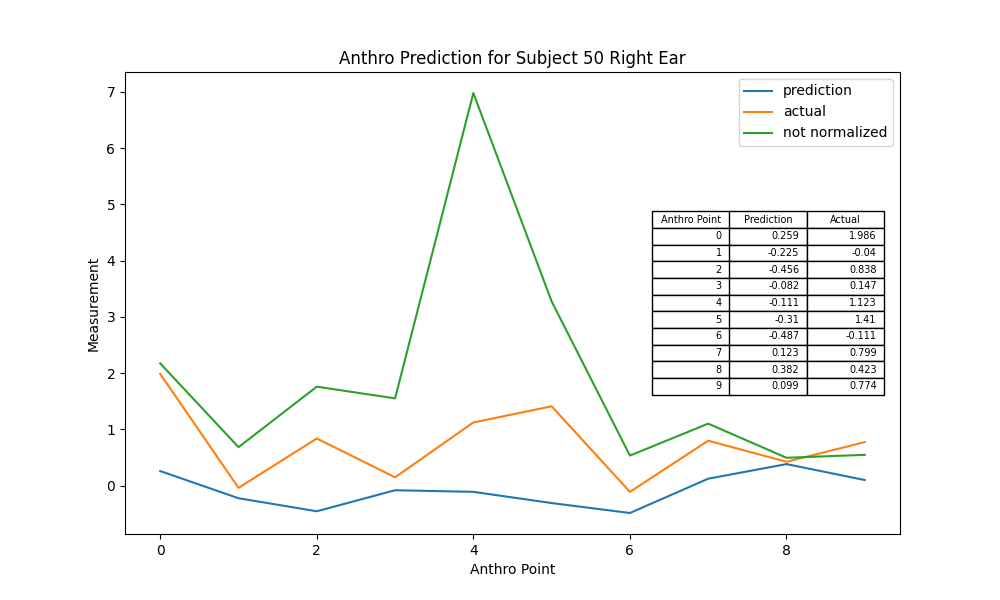 Anthro Prediction for Subject 50 Right Ear
prediction
actual
not normalized
Measurement
7
6
5
4
3
2
1
0
Anthro Point Prediction Actual
0 0.259 1.986
1 -0.225 -0.04
2 -0.456 0.838
3 -0.082 0.147
4 -0.111 1.123
5 -0.31 1.41
6 -0.487 -0.111
7 0.123 0.799
8 0.382 0.423
9 0.099 0.774
0 2 4 6 8
Anthro Point